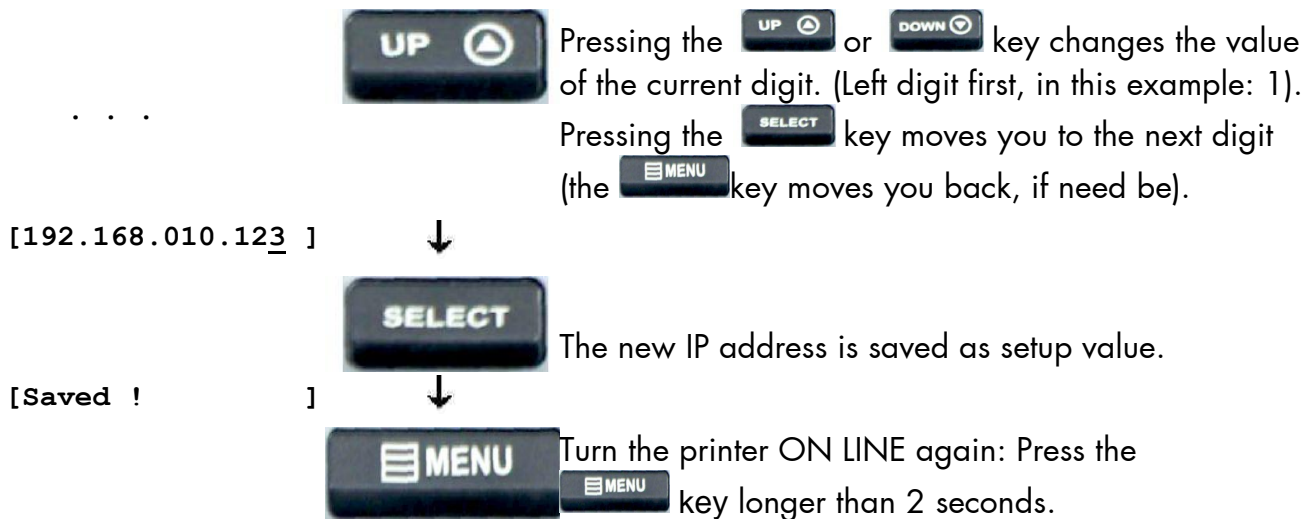 UP
Pressing the UP or DOWN key changes the value
of the current digit. (Left digit first, in this example: 1).
. . .
Pressing the SELECT key moves you to the next digit
(the MENU key moves you back, if need be).
[192.168.010.123 ]
SELECT
The new IP address is saved as setup value.
[Saved !          ]
MENU
Turn the printer ON LINE again: Press the
MENU key longer than 2 seconds.